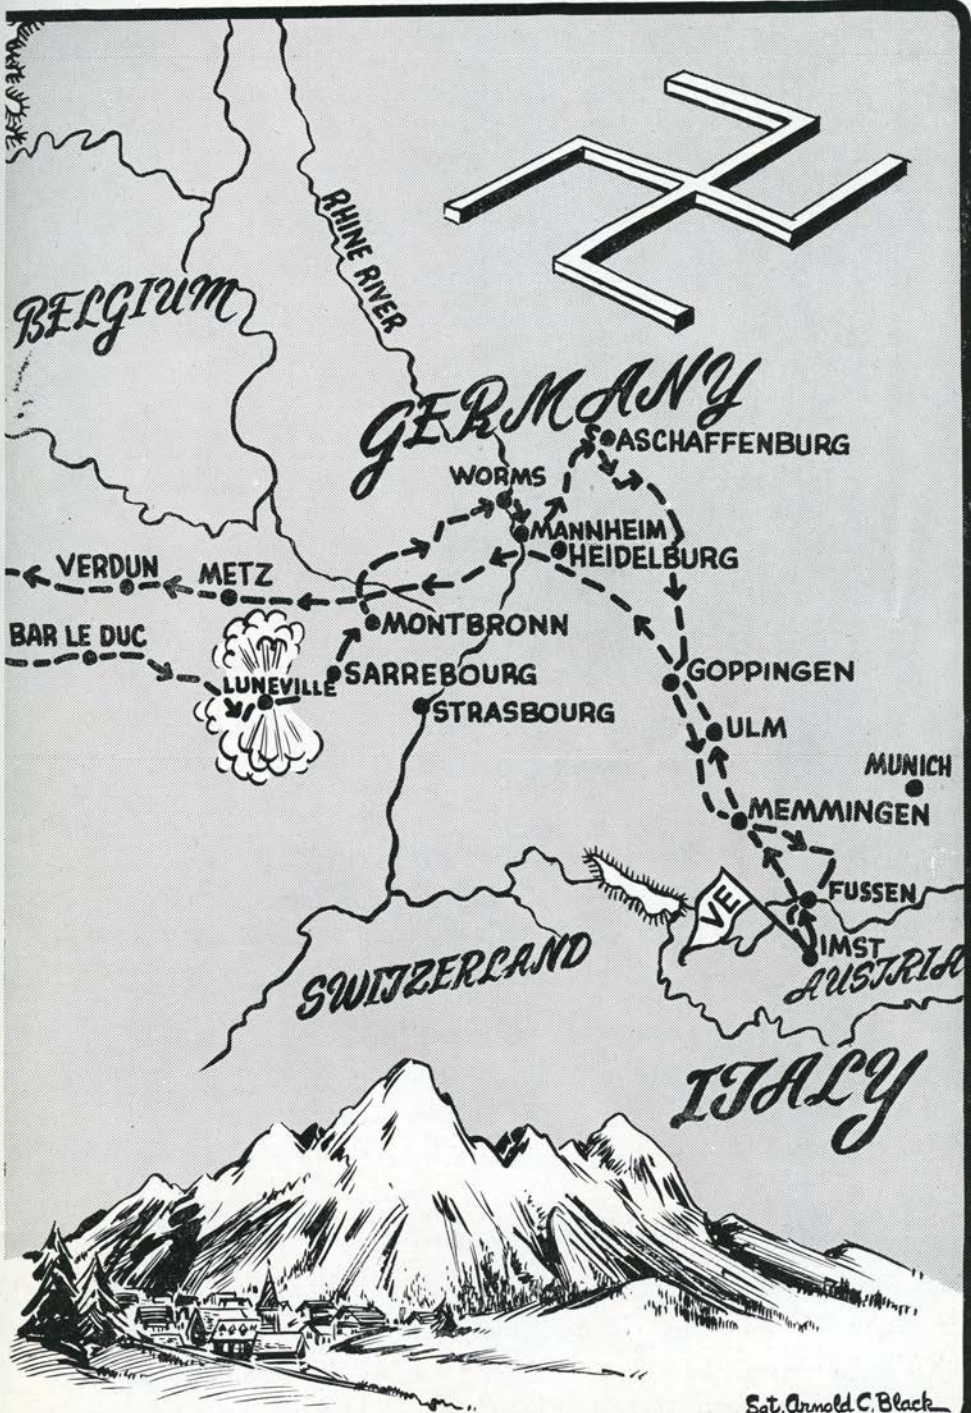 RHINE RIVER
BELGIUM
GERMANY
ASCHAFFENBURG
WORMS
MANNHEIM
HEIDELBURG
VERDUN
METZ
BAR LE DUC
MONTBRONN
LUNEVILLE
SARREBOURG
GOPPINGEN
STRASBOURG
ULM
MUNICH
MEMMINGEN
FUSSEN
VE
IMST
SWITZERLAND
AUSTRIA
ITALY
Sgt. Arnold C. Black